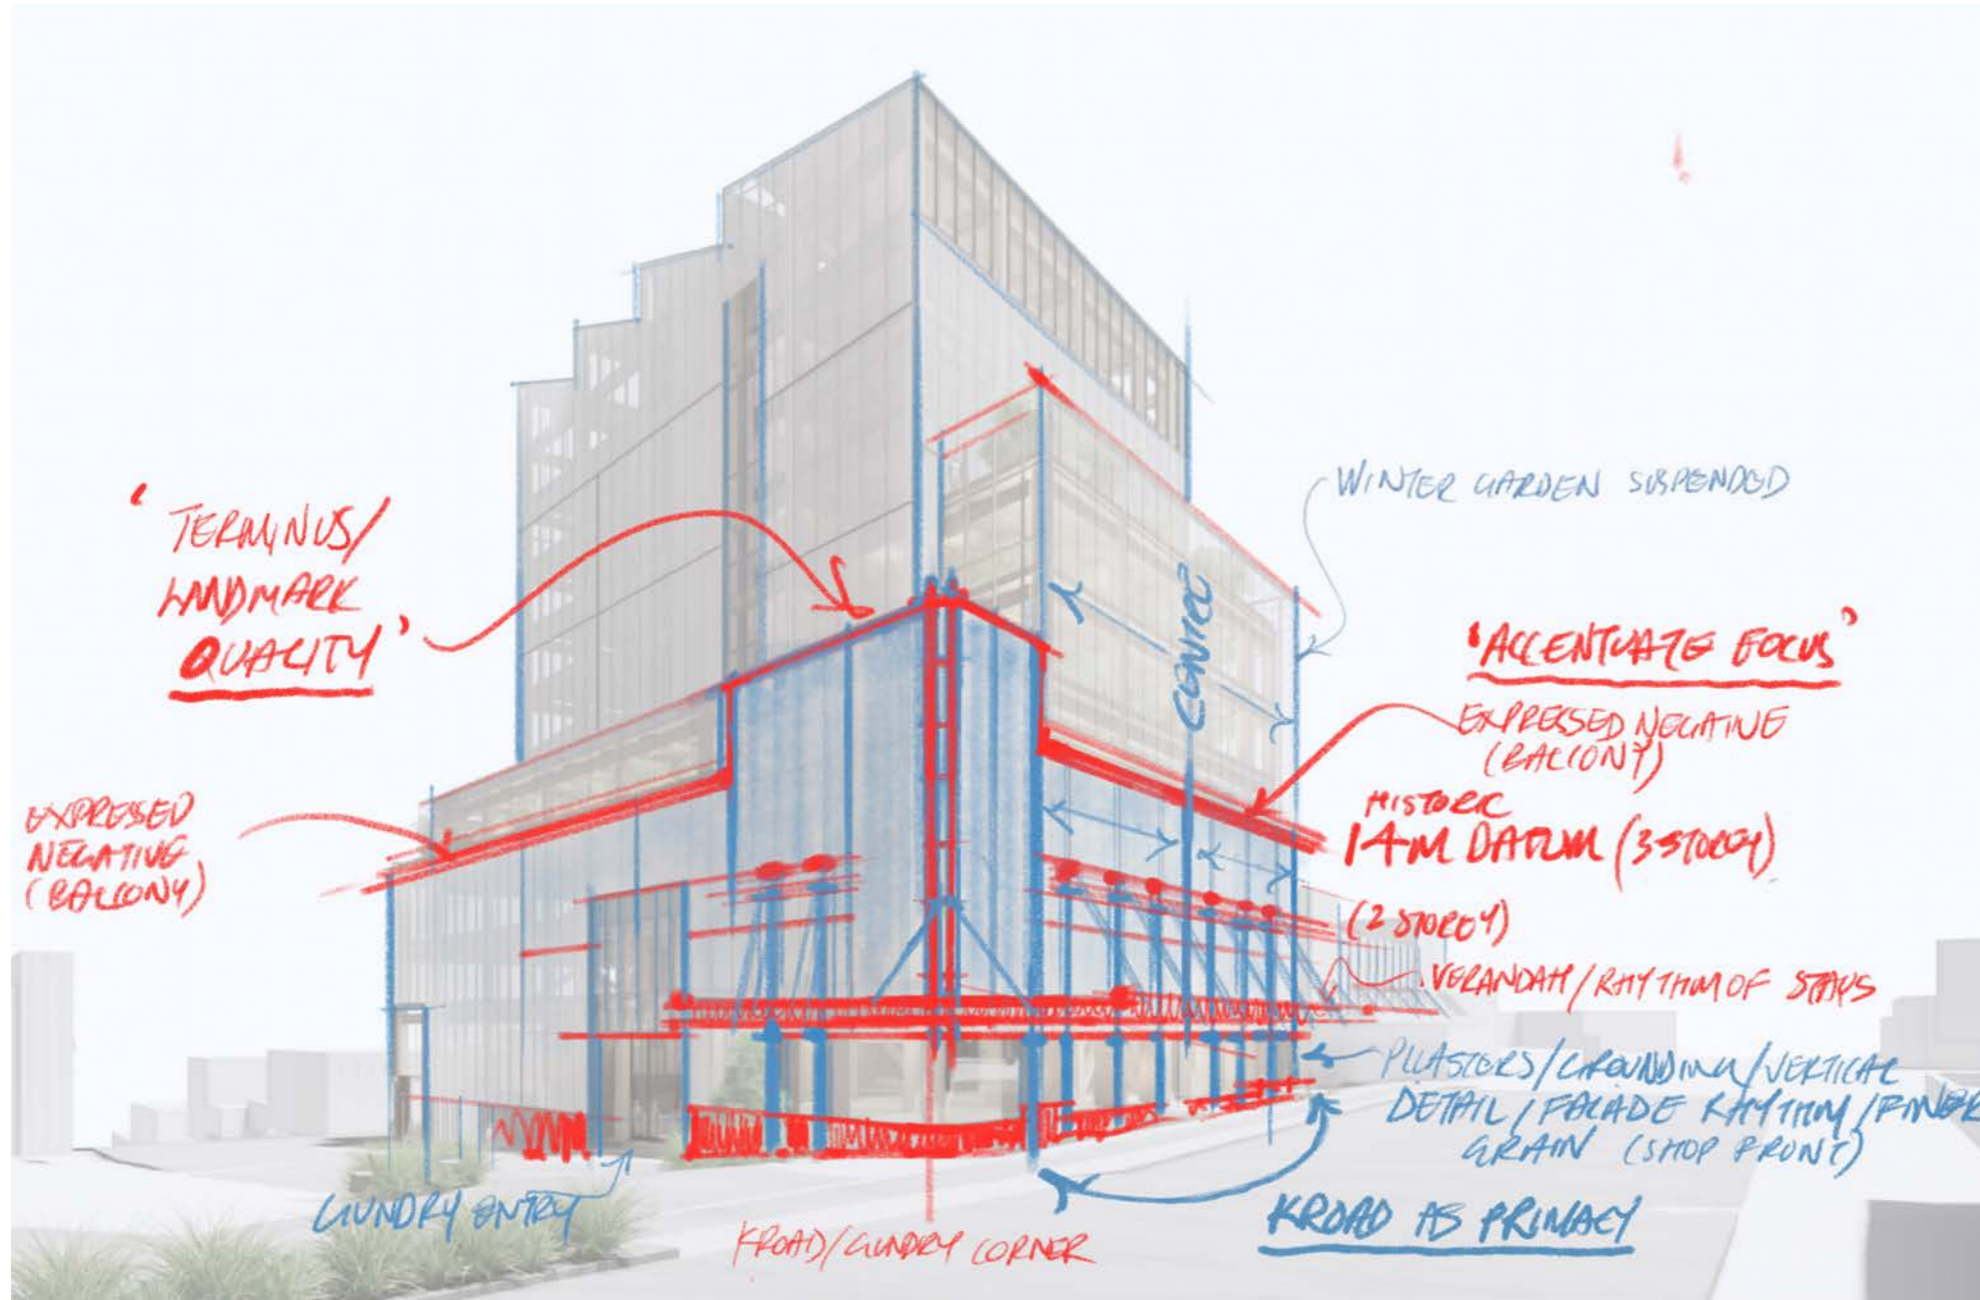 'TERMINUS/
LANDMARK
QUALITY'
EXPRESSED
NEGATIVE
(BALCONY)
GUNDRY ENTRY
KROAD/GUNDRY CORNER
CENTRE
WINTER GARDEN SUSPENDED
'ACCENTUATE FOCUS'
EXPRESSED NEGATIVE
(BALCONY)
HISTORIC
14M DATUM (3 STOREY)
(2 STOREY)
VERANDAH/RHYTHM OF STAYS
PILASTERS/GROUNDING/VERTICAL
DETAIL/FACADE RHYTHM/FINER
GRAIN (SHOP FRONT)
KROAD AS PRIMACY